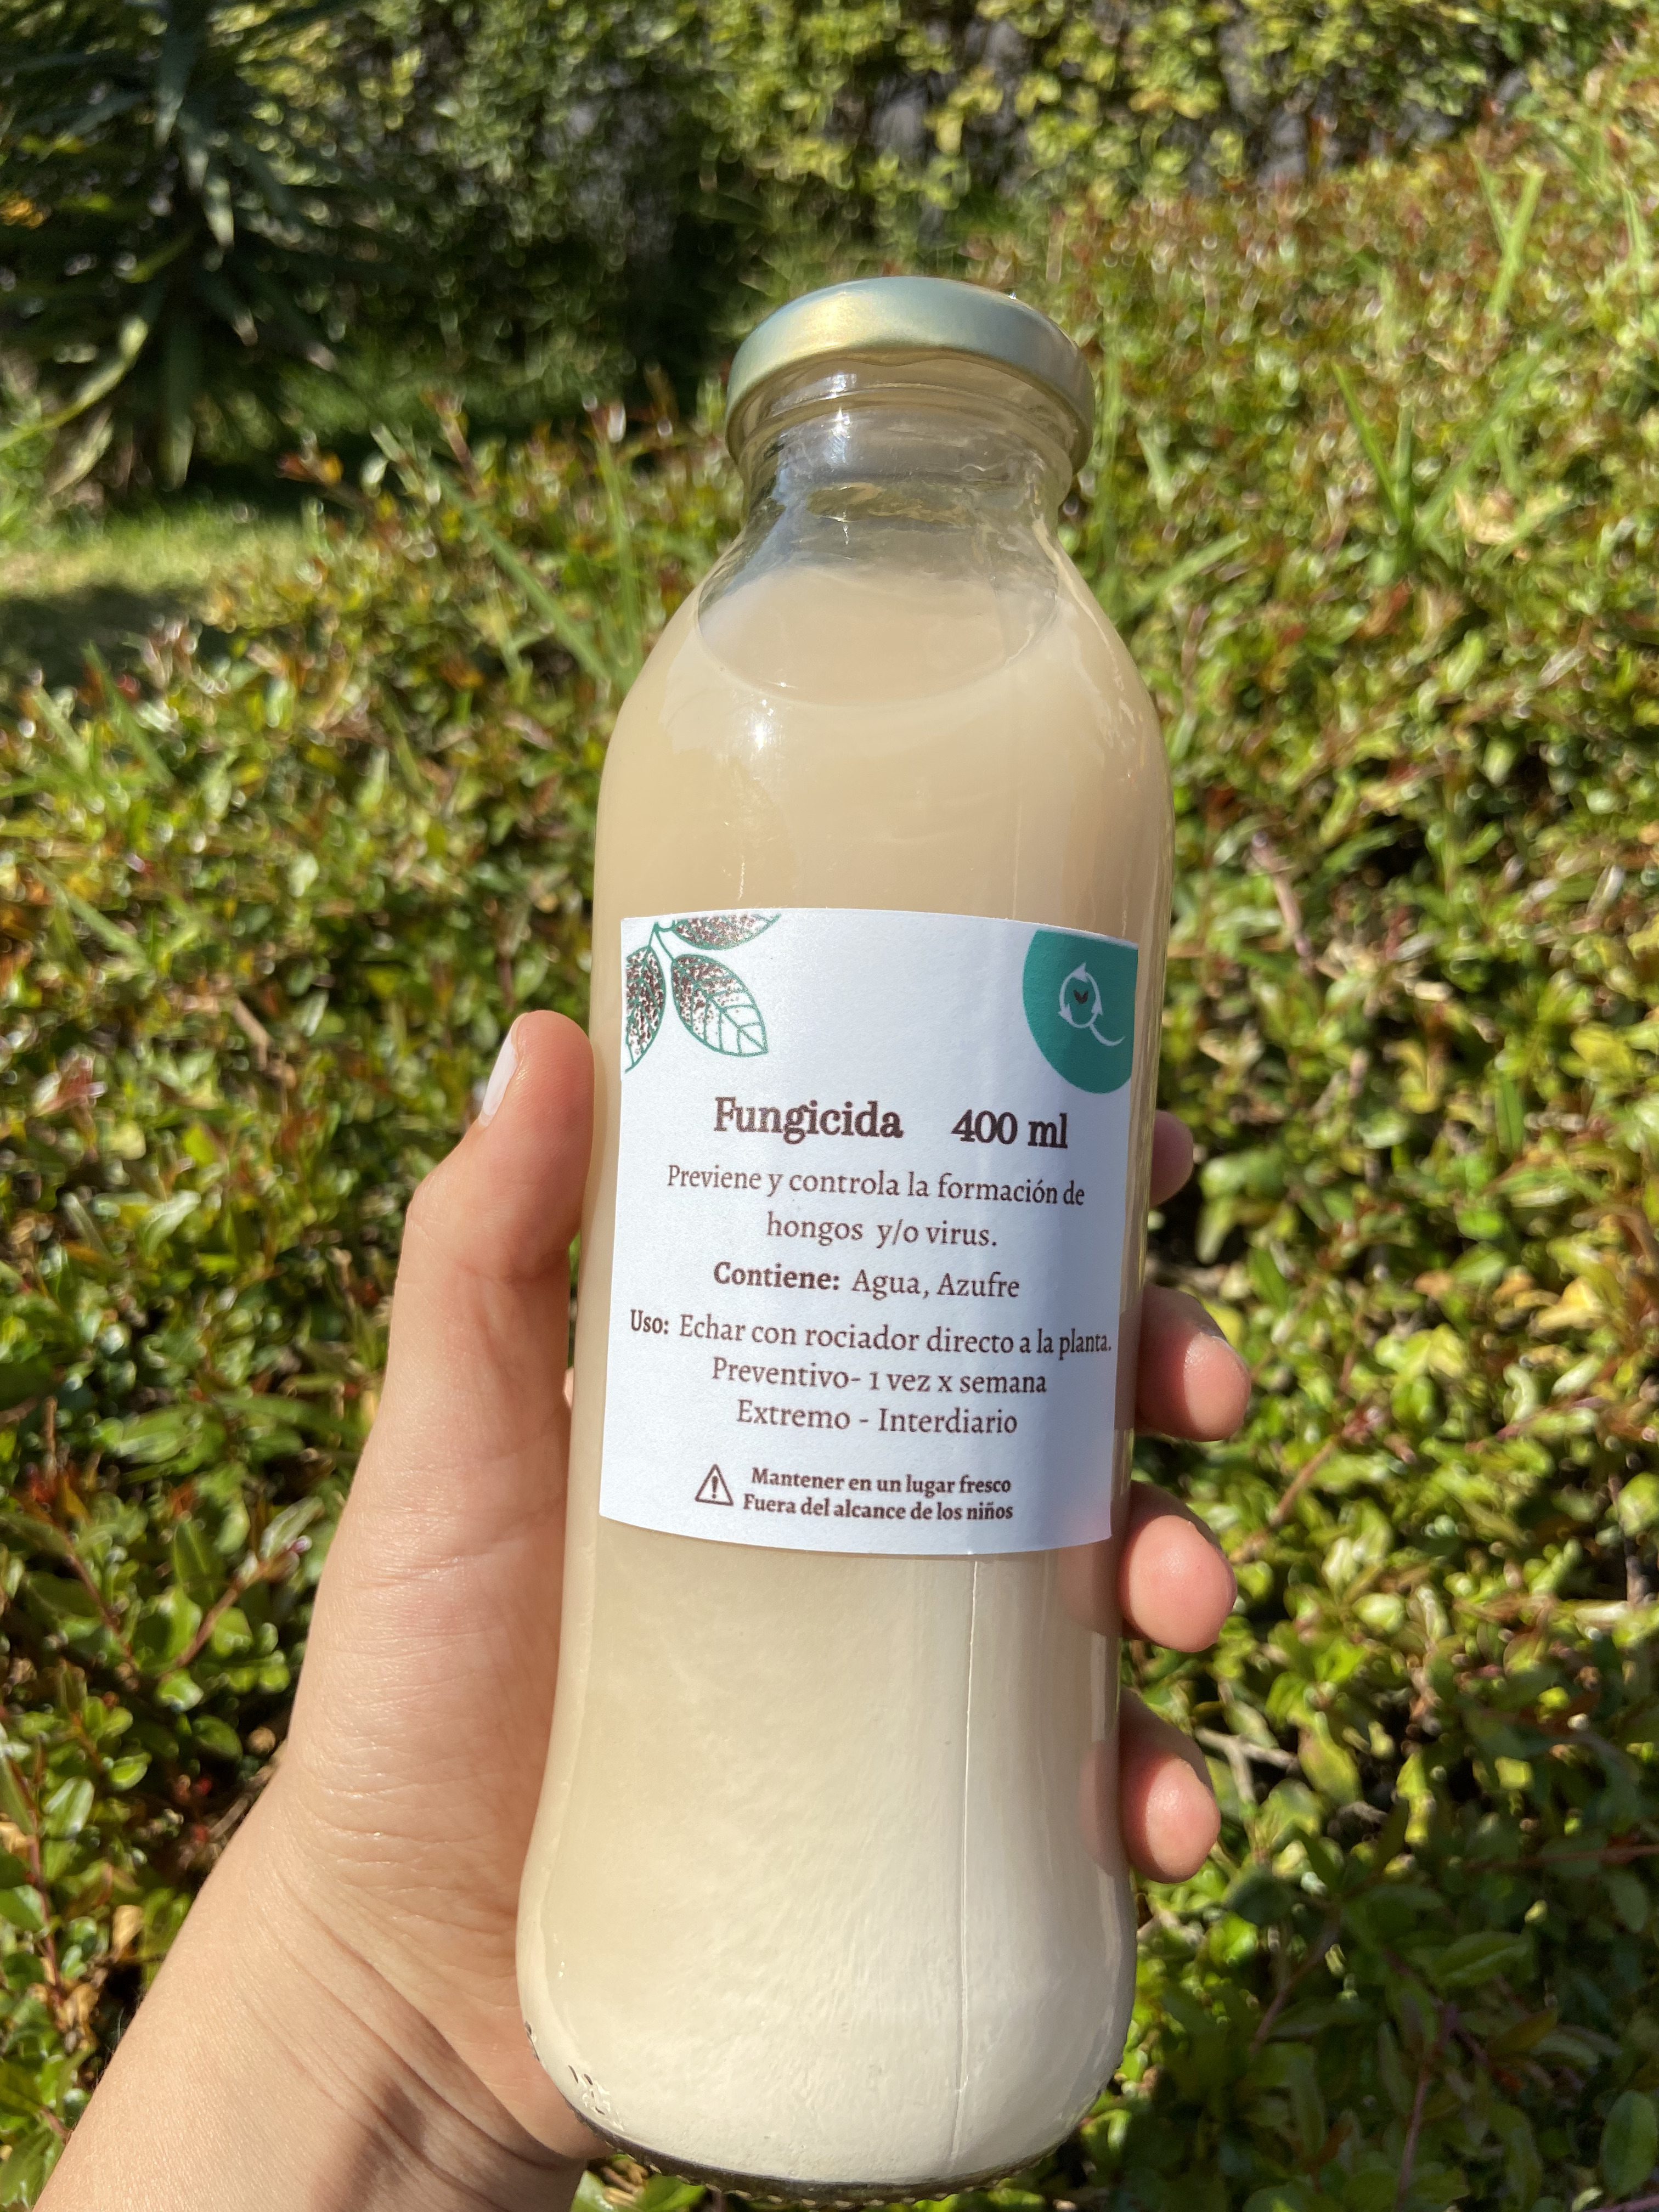 Fungicida 400 ml
Previene y controla la formación de
hongos y/o virus.
Contiene: Agua, Azufre
Uso: Echar con rociador directo a la planta.
Preventivo- 1 vez x semana
Extremo - Interdiario
Mantener en un lugar fresco
Fuera del alcance de los niños